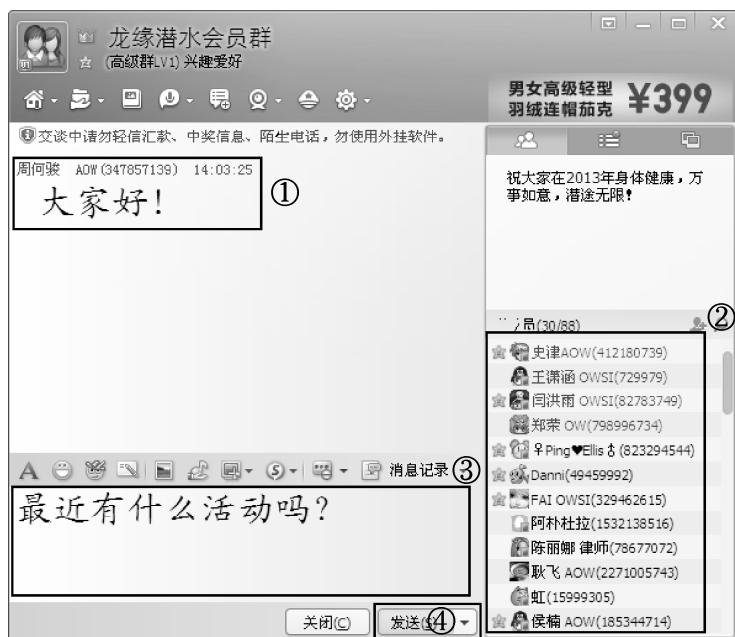 龙缘潜水会员群
(高级群LV1) 兴趣爱好
男女高级轻型
羽绒连帽茄克
¥399
交谈中请勿轻信汇款、中奖信息、陌生电话，勿使用外挂软件。
周何骏 AOW(347857139) 14:03:25
大家好!
①
祝大家在2013年身体健康，万
事如意，潜途无限!
②
员(30/88)
史津AOW(412180739)
王潇涵 OWSI(729979)
闫洪雨 OWSI(82783749)
郑荣 OW(798996734)
♀Ping♥Ellis♁(823294544)
Danni(49459992)
FAI OWSI(329462615)
阿朴杜拉(1532138516)
陈丽娜 律师(78677072)
耿飞 AOW(2271005743)
虹(15999305)
侯楠 AOW(185344714)
消息记录
③
最近有什么活动吗?
关闭(C)
发送(S)
④